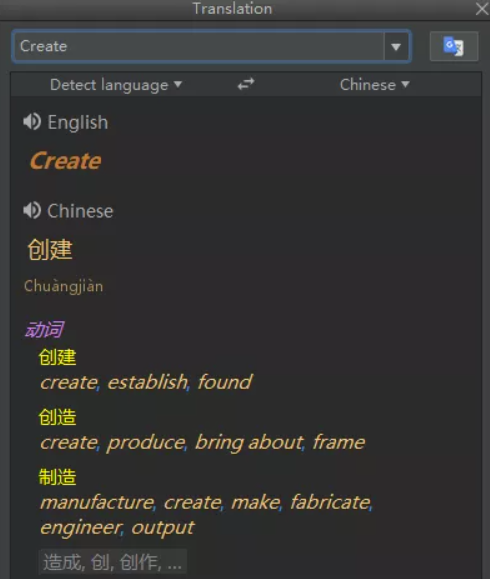 Translation
Create
Detect language Chinese
English
Create
Chinese
创建
Chuàngjiàn
动词
创建
create, establish, found
创造
create, produce, bring about, frame
制造
manufacture, create, make, fabricate,
engineer, output
造成, 创, 创作, ...